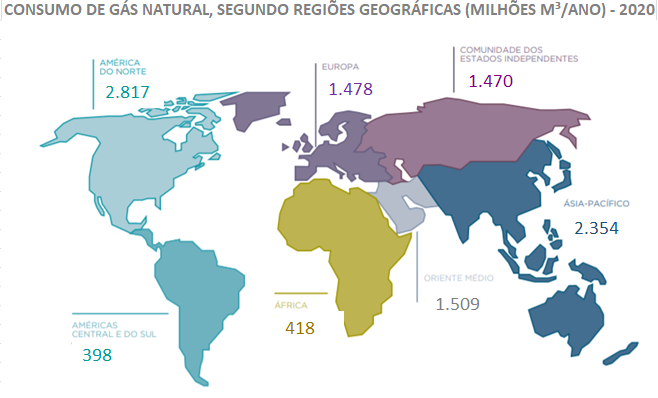 CONSUMO DE GÁS NATURAL, SEGUNDO REGIÕES GEOGRÁFICAS (MILHÕES M³/ANO) - 2020
AMÉRICA
DO NORTE
2.817
EUROPA
1.478
COMUNIDADE DOS
ESTADOS INDEPENDENTES
1.470
ÁSIA-PACÍFICO
2.354
ORIENTE MÉDIO
1.509
ÁFRICA
418
AMÉRICAS
CENTRAL E DO SUL
398